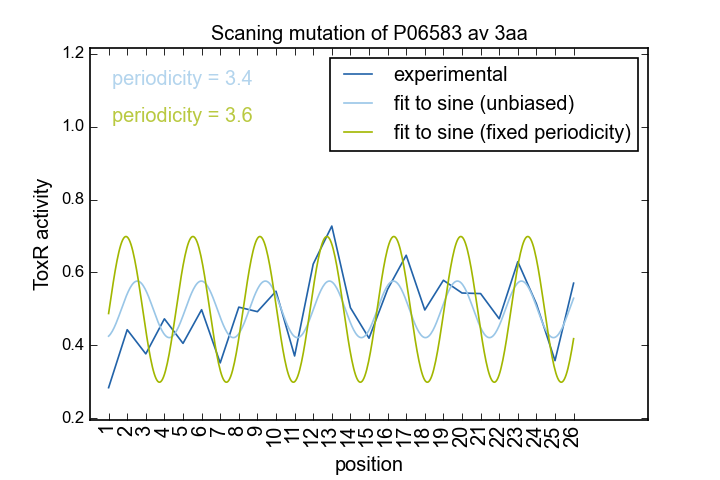 Scaning mutation of P06583 av 3aa
periodicity = 3.4
periodicity = 3.6
experimental
fit to sine (unbiased)
fit to sine (fixed periodicity)
ToxR activity
1.2
1.0
0.8
0.6
0.4
0.2
1 2 3 4 5 6 7 8 9 10 11 12 13 14 15 16 17 18 19 20 21 22 23 24 25 26
position